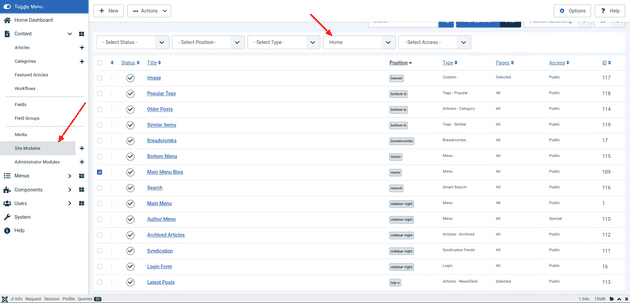 Toggle Menu
Home Dashboard
Content
Articles
Categories
Featured Articles
Workflows
Fields
Field Groups
Media
Site Modules
Administrator Modules
Menus
Components
Users
System
Help
New Actions Options Help
- Select Status - - Select Position - - Select Type - Home - Select Access -
Status Title Position Type Pages Access ID
Image banner Custom Selected Public 117
Popular Tags bottom-b Tags - Popular All Public 118
Older Posts bottom-b Articles - Category All Public 114
Similar Items bottom-b Tags - Similar All Public 119
Breadcrumbs breadcrumbs Breadcrumbs All Public 17
Bottom Menu footer Menu All Public 115
Main Menu Blog menu Menu All Public 109
Search search Smart Search All Public 116
Main Menu sidebar-right Menu All Public 1
Author Menu sidebar-right Menu All Special 110
Archived Articles sidebar-right Articles - Archived All Public 112
Syndication sidebar-right Syndication Feeds All Public 111
Login Form sidebar-right Login All Public 16
Latest Posts top-a Articles - Newsflash Selected Public 113
Info Request Session Profile Queries 15MB